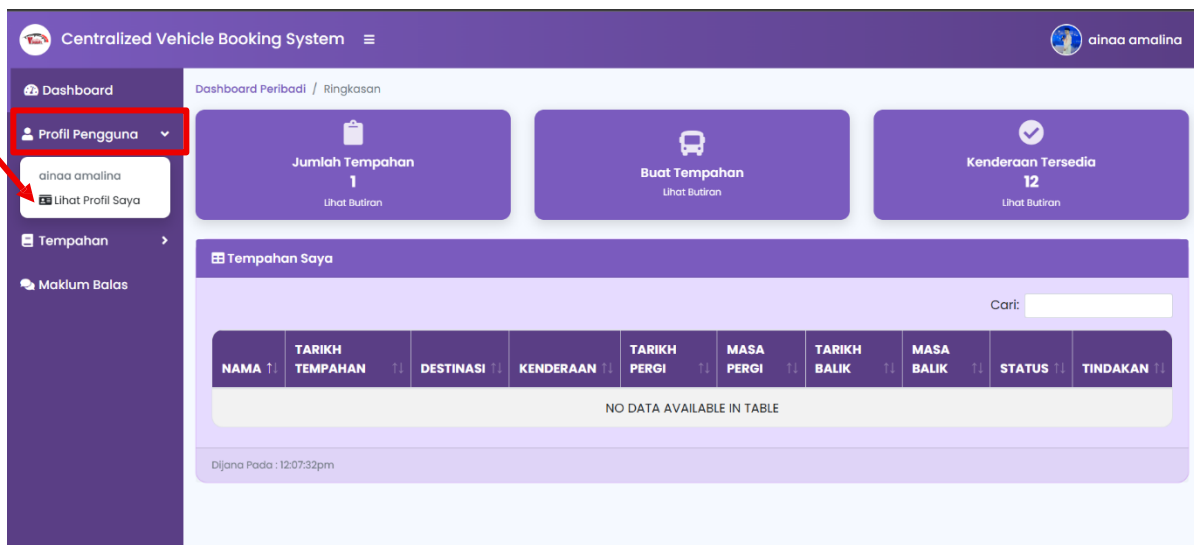 Centralized Vehicle Booking System
ainaa amalina
Dashboard
Profil Pengguna
ainaa amalina
Lihat Profil Saya
Tempahan
Maklum Balas
Dashboard Peribadi / Ringkasan
Jumlah Tempahan
1
Lihat Butiran
Buat Tempahan
Lihat Butiran
Kenderaan Tersedia
12
Lihat Butiran
Tempahan Saya
Cari:
NAMA
TARIKH
TEMPAHAN
DESTINASI
KENDERAAN
TARIKH
PERGI
MASA
PERGI
TARIKH
BALIK
MASA
BALIK
STATUS
TINDAKAN
NO DATA AVAILABLE IN TABLE
Dijana Pada : 12:07:32pm